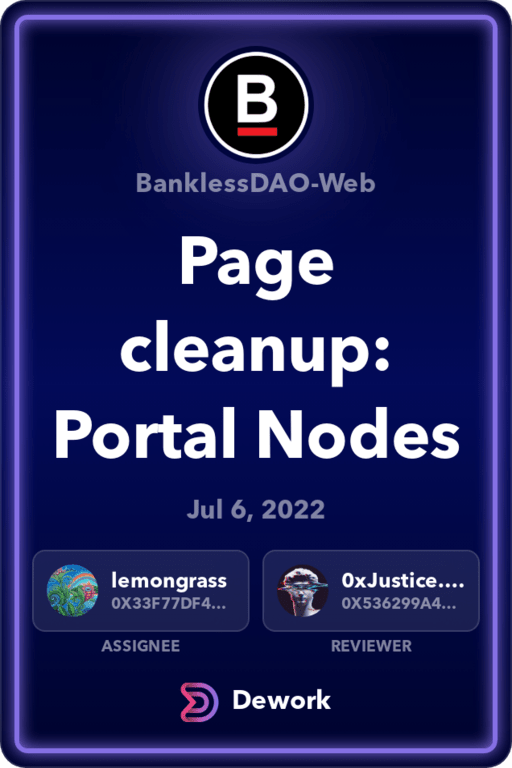 B
BanklessDAO-Web
Page
cleanup:
Portal Nodes
Jul 6, 2022
lemongrass
0X33F77DF4...
0xJustice....
0X536299A4...
ASSIGNEE
REVIEWER
Dework